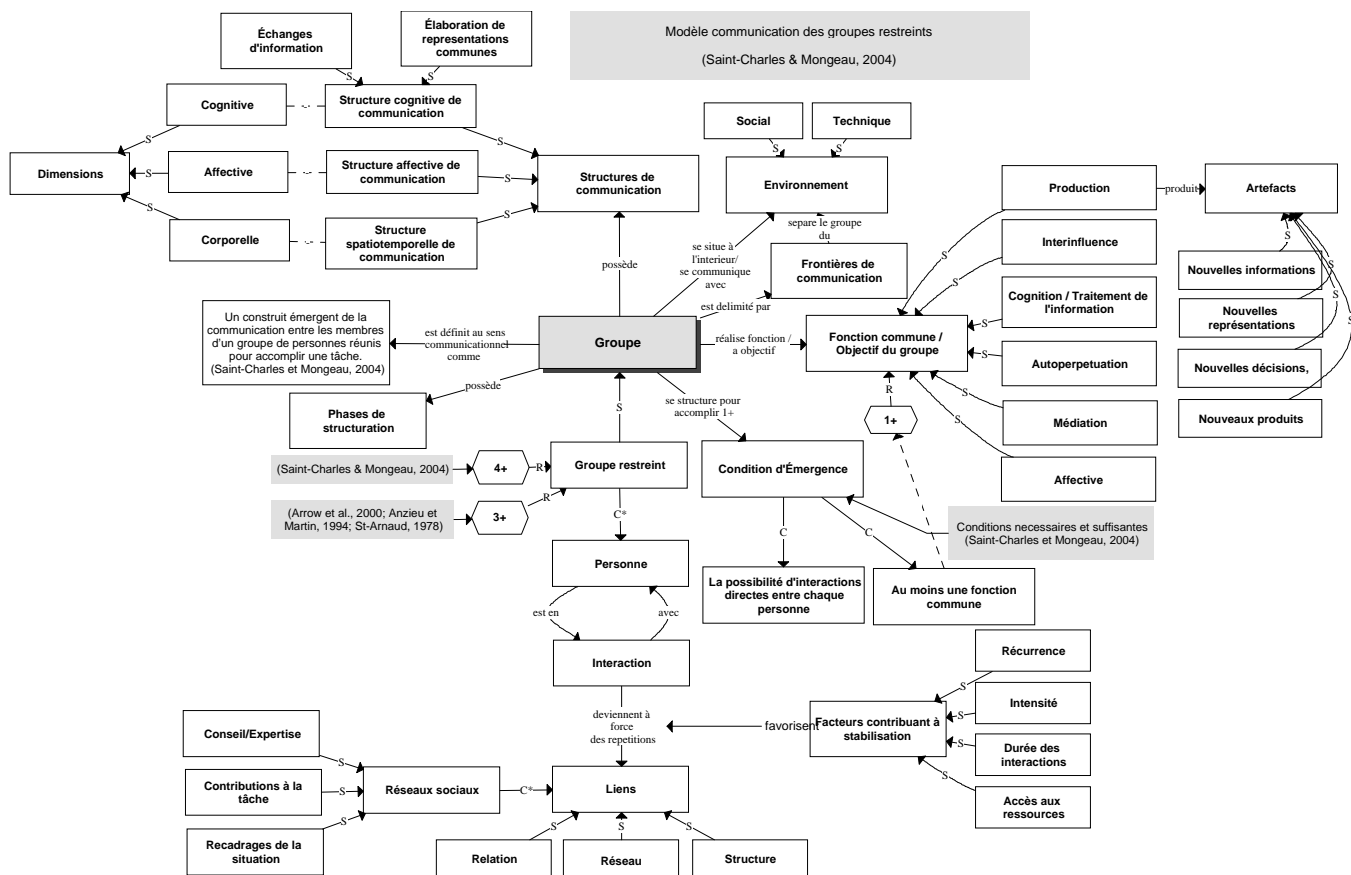 Modèle communication des groupes restreints
(Saint-Charles & Mongeau, 2004)
Échanges
d'information
Élaboration de
representations
communes
S
S
Cognitive
-.-
Structure cognitive de
communication
S
S
Dimensions
S
Affective
-.-
Structure affective de
communication
S
Structures de
communication
S
Corporelle
-.-
Structure
spatiotemporelle de
communication
S
Social
Technique
S
S
Environnement
separe le groupe
du
Frontières de
communication
se situe à
l'interieur/
se communique
avec
est delimité par
possède
Production
produit
Artefacts
Interinfluence
Cognition / Traitement de
l'information
Autoperpetuation
Médiation
Affective
S
S
S
S
S
S
S
Nouvelles informations
S
Nouvelles
représentations
S
Nouvelles décisions,
S
Nouveaux produits
Un construit émergent de la
communication entre les membres
d'un groupe de personnes réunis
pour accomplir une tâche.
(Saint-Charles et Mongeau, 2004)
est définit au sens
communicationnel
comme
Groupe
réalise fonction /
a objectif
Fonction commune /
Objectif du groupe
R
1+
possède
Phases de
structuration
S
se structure pour
accomplir 1+
(Saint-Charles & Mongeau, 2004)
4+
R
Groupe restreint
(Arrow et al., 2000; Anzieu et
Martin, 1994; St-Arnaud, 1978)
3+
R
C*
Condition d'Émergence
Conditions necessaires et suffisantes
(Saint-Charles et Mongeau, 2004)
C
C
La possibilité d'interactions
directes entre chaque
personne
Au moins une fonction
commune
Personne
est en
avec
Interaction
deviennent à
force
des repetitions
favorisent
Facteurs contribuant à
stabilisation
Récurrence
S
Intensité
S
Durée des
interactions
S
Accès aux
ressources
S
Conseil/Expertise
S
Contributions à la
tâche
S
Recadrages de la
situation
S
Réseaux sociaux
C*
Liens
S
S
S
Relation
Réseau
Structure